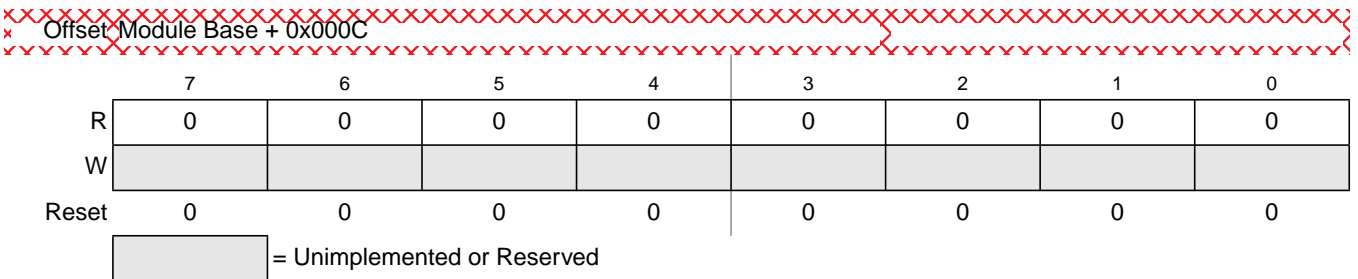 Offset Module Base + 0x000C
7 6 5 4 3 2 1 0
R 0 0 0 0 0 0 0 0
W
Reset 0 0 0 0 0 0 0 0
= Unimplemented or Reserved